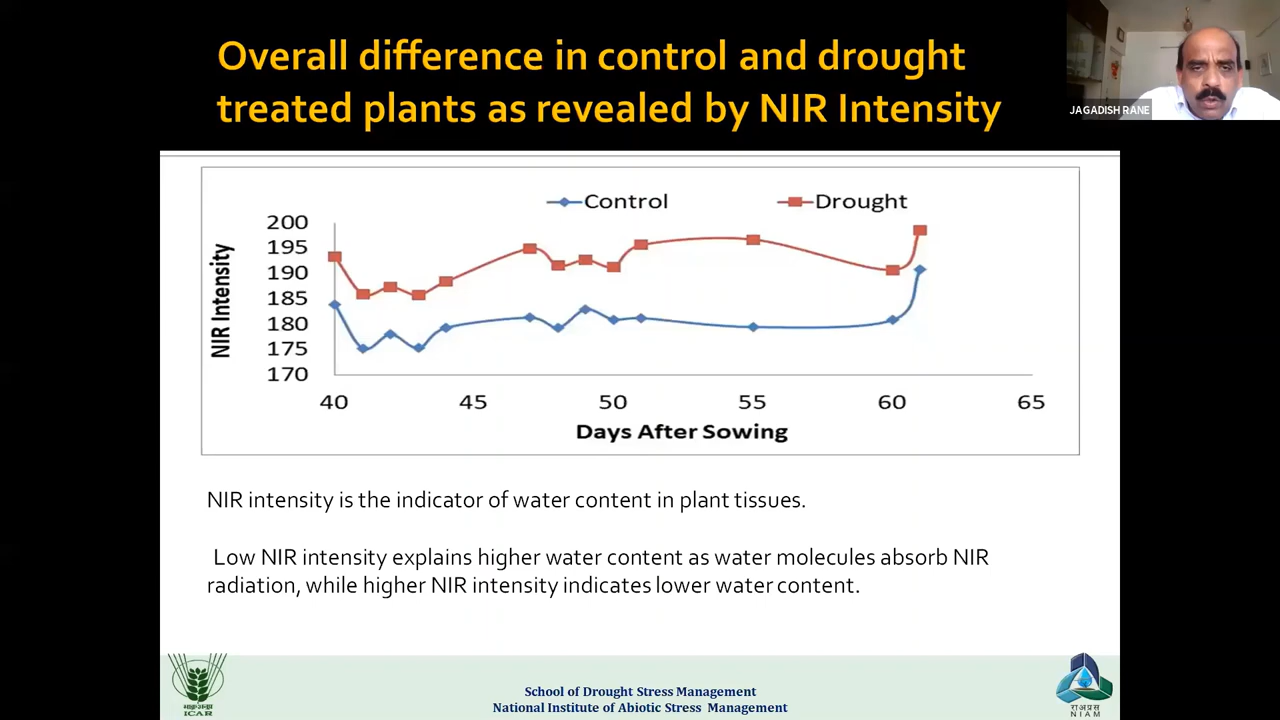 Overall difference in control and drought
treated plants as revealed by NIR Intensity
JAGADISH RANE
Control
Drought
NIR Intensity
200
195
190
185
180
175
170
40
45
50
55
60
65
Days After Sowing
NIR intensity is the indicator of water content in plant tissues.
Low NIR intensity explains higher water content as water molecules absorb NIR
radiation, while higher NIR intensity indicates lower water content.
School of Drought Stress Management
National Institute of Abiotic Stress Management
ICAR
NIAM